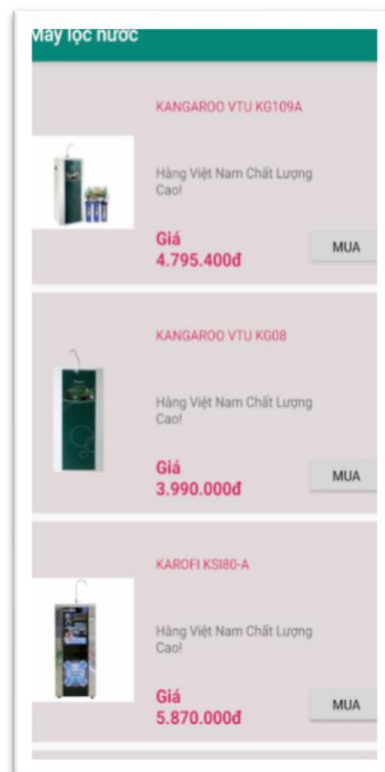 Máy lọc nước
KANGAROO VTU KG109A
Hàng Việt Nam Chất Lượng
Cao!
Giá
4.795.400đ
MUA
KANGAROO VTU KG08
Hàng Việt Nam Chất Lượng
Cao!
Giá
3.990.000đ
MUA
KAROFI KSI80-A
Hàng Việt Nam Chất Lượng
Cao!
Giá
5.870.000đ
MUA